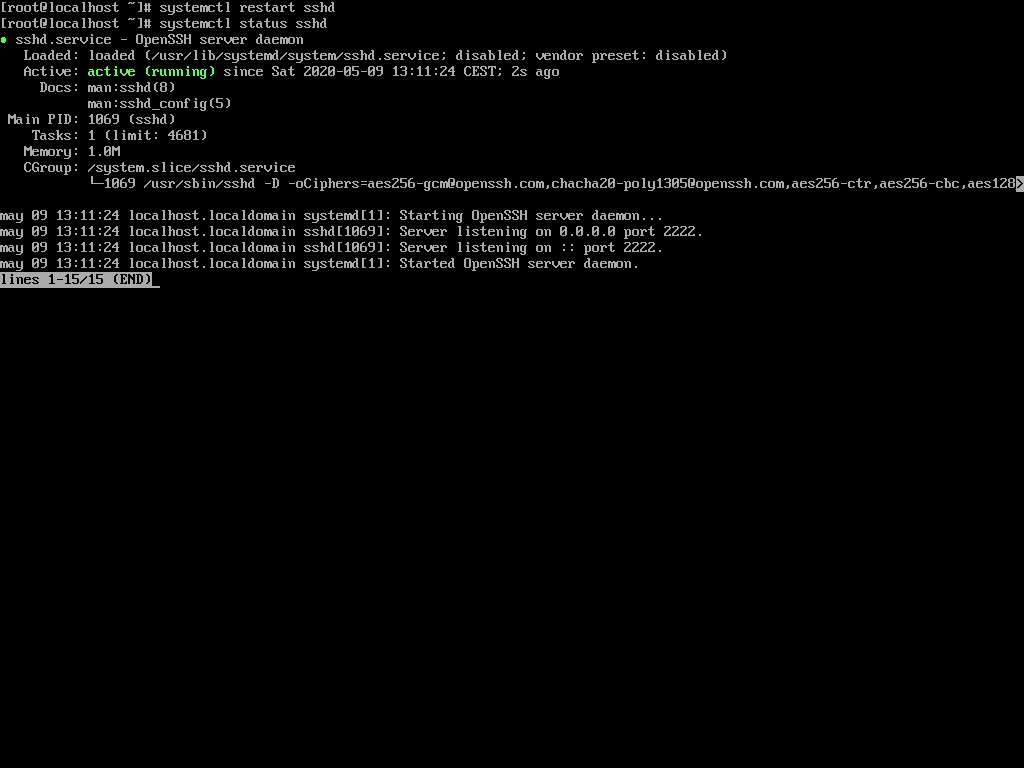 [root@localhost ~]# systemctl restart sshd
[root@localhost ~]# systemctl status sshd
● sshd.service - OpenSSH server daemon
   Loaded: loaded (/usr/lib/systemd/system/sshd.service; disabled; vendor preset: disabled)
   Active: active (running) since Sat 2020-05-09 13:11:24 CEST; 2s ago
     Docs: man:sshd(8)
           man:sshd_config(5)
 Main PID: 1069 (sshd)
    Tasks: 1 (limit: 4681)
   Memory: 1.0M
   CGroup: /system.slice/sshd.service
           └─1069 /usr/sbin/sshd -D -oCiphers=aes256-gcm@openssh.com,chacha20-poly1305@openssh.com,aes256-ctr,aes256-cbc,aes128>

may 09 13:11:24 localhost.localdomain systemd[1]: Starting OpenSSH server daemon...
may 09 13:11:24 localhost.localdomain sshd[1069]: Server listening on 0.0.0.0 port 2222.
may 09 13:11:24 localhost.localdomain sshd[1069]: Server listening on :: port 2222.
may 09 13:11:24 localhost.localdomain systemd[1]: Started OpenSSH server daemon.
lines 1-15/15 (END)